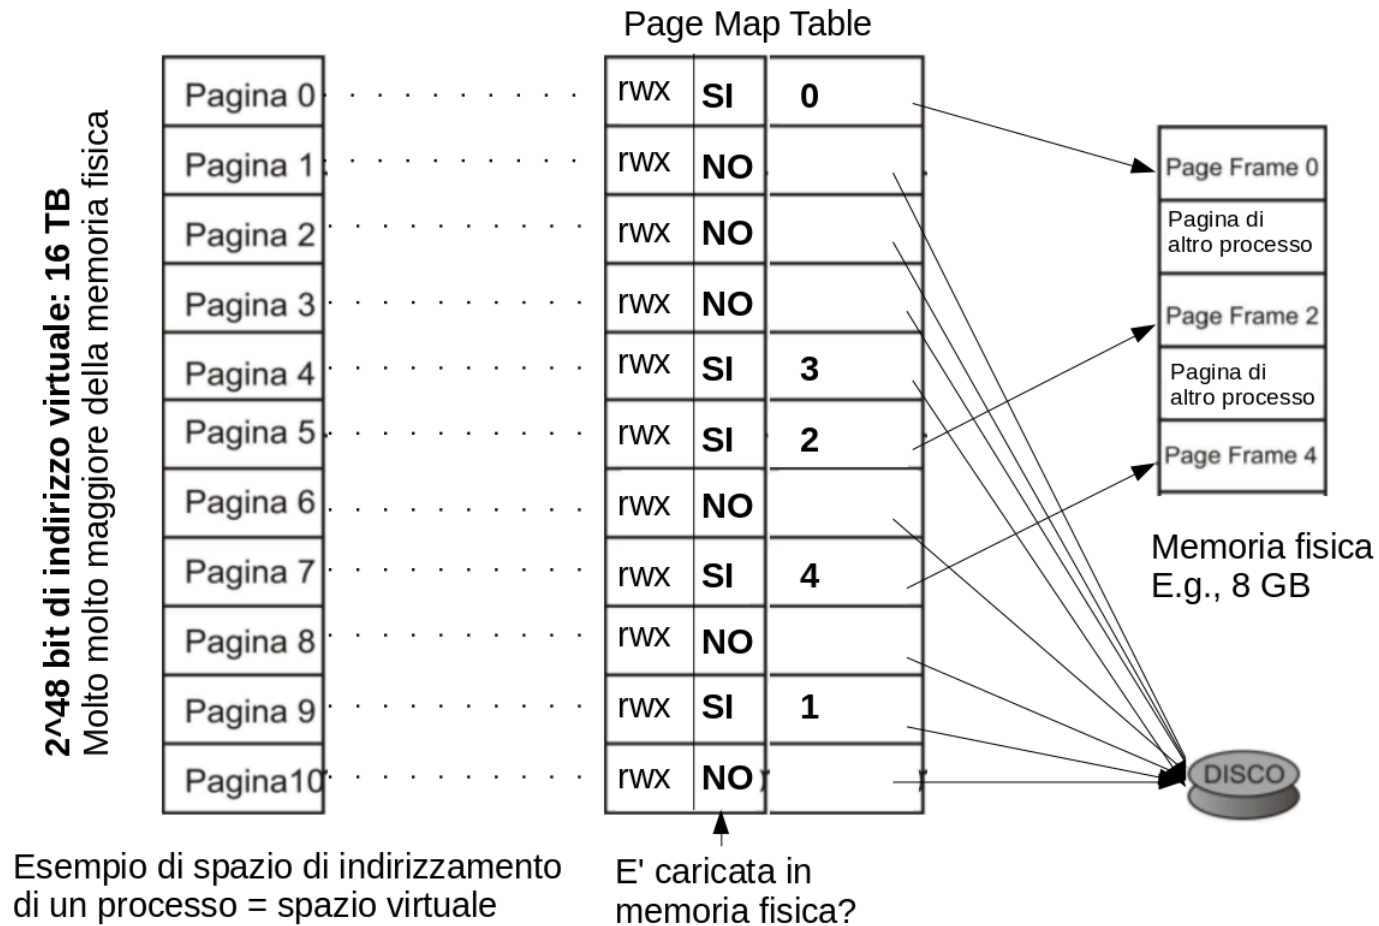 Page Map Table
2^48 bit di indirizzo virtuale: 16 TB
Molto molto maggiore della memoria fisica
Pagina 0 rwx SI 0
Pagina 1 rwx NO
Pagina 2 rwx NO
Pagina 3 rwx NO
Pagina 4 rwx SI 3
Pagina 5 rwx SI 2
Pagina 6 rwx NO
Pagina 7 rwx SI 4
Pagina 8 rwx NO
Pagina 9 rwx SI 1
Pagina10 rwx NO
Page Frame 0
Pagina di
altro processo
Page Frame 2
Pagina di
altro processo
Page Frame 4
Memoria fisica
E.g., 8 GB
DISCO
Esempio di spazio di indirizzamento
di un processo = spazio virtuale
E' caricata in
memoria fisica?